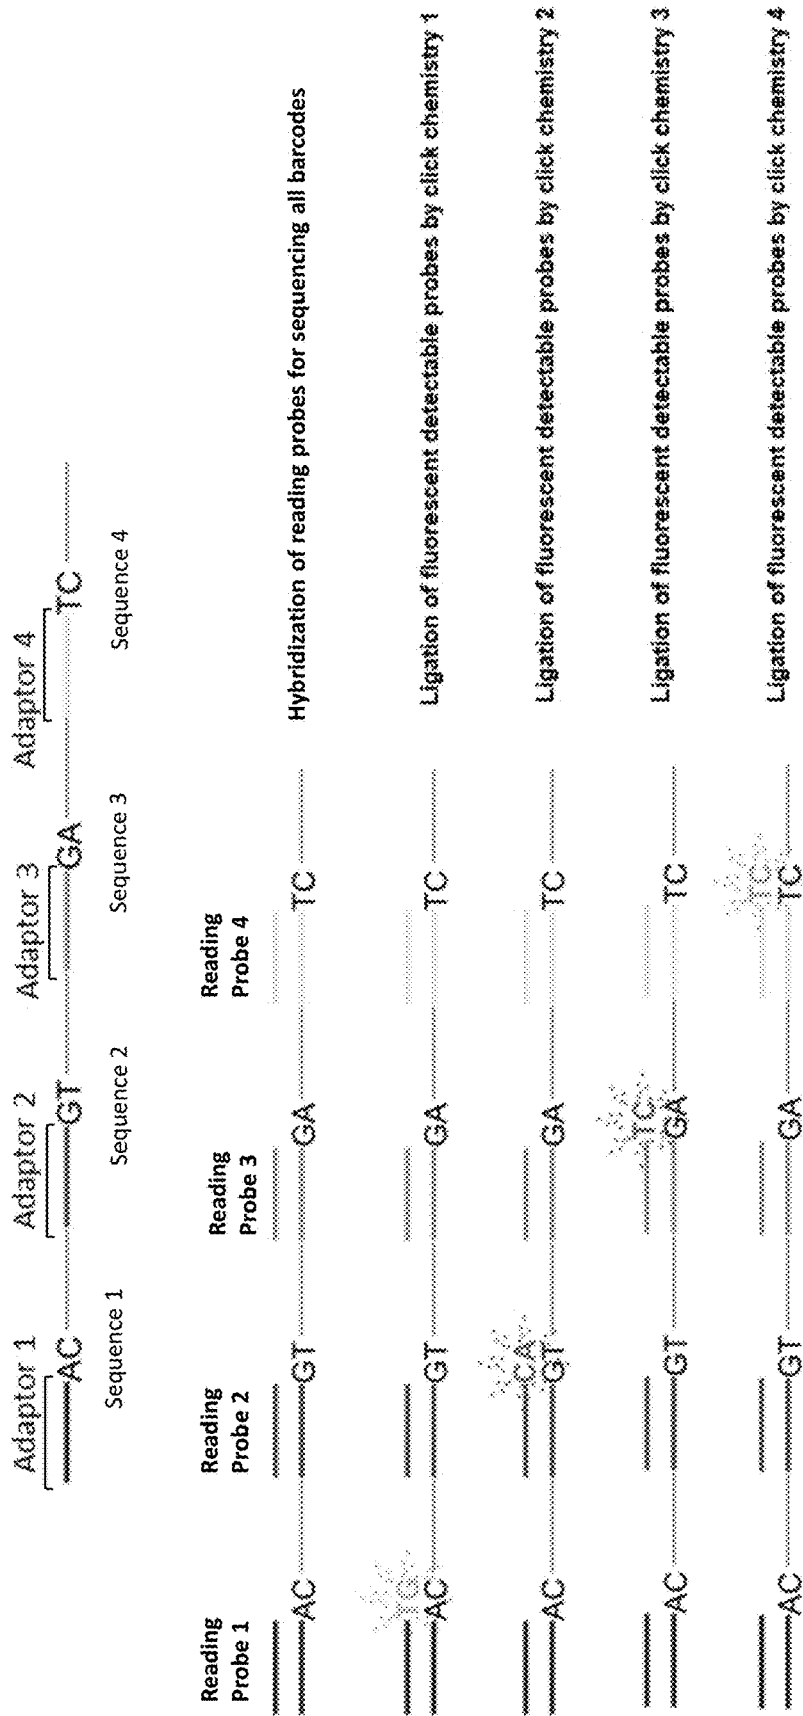 Adaptor 1 Adaptor 2 Adaptor 3 Adaptor 4
AC GT GA TC
Sequence 1 Sequence 2 Sequence 3 Sequence 4
Reading Reading Reading Reading
Probe 1 Probe 2 Probe 3 Probe 4
AC GT GA TC Hybridization of reading probes for sequencing all barcodes
TG
AC GT GA TC Ligation of fluorescent detectable probes by click chemistry 1
CA
AC GT GA TC Ligation of fluorescent detectable probes by click chemistry 2
TC
AC GT GA TC Ligation of fluorescent detectable probes by click chemistry 3
TC
AC GT GA TC Ligation of fluorescent detectable probes by click chemistry 4